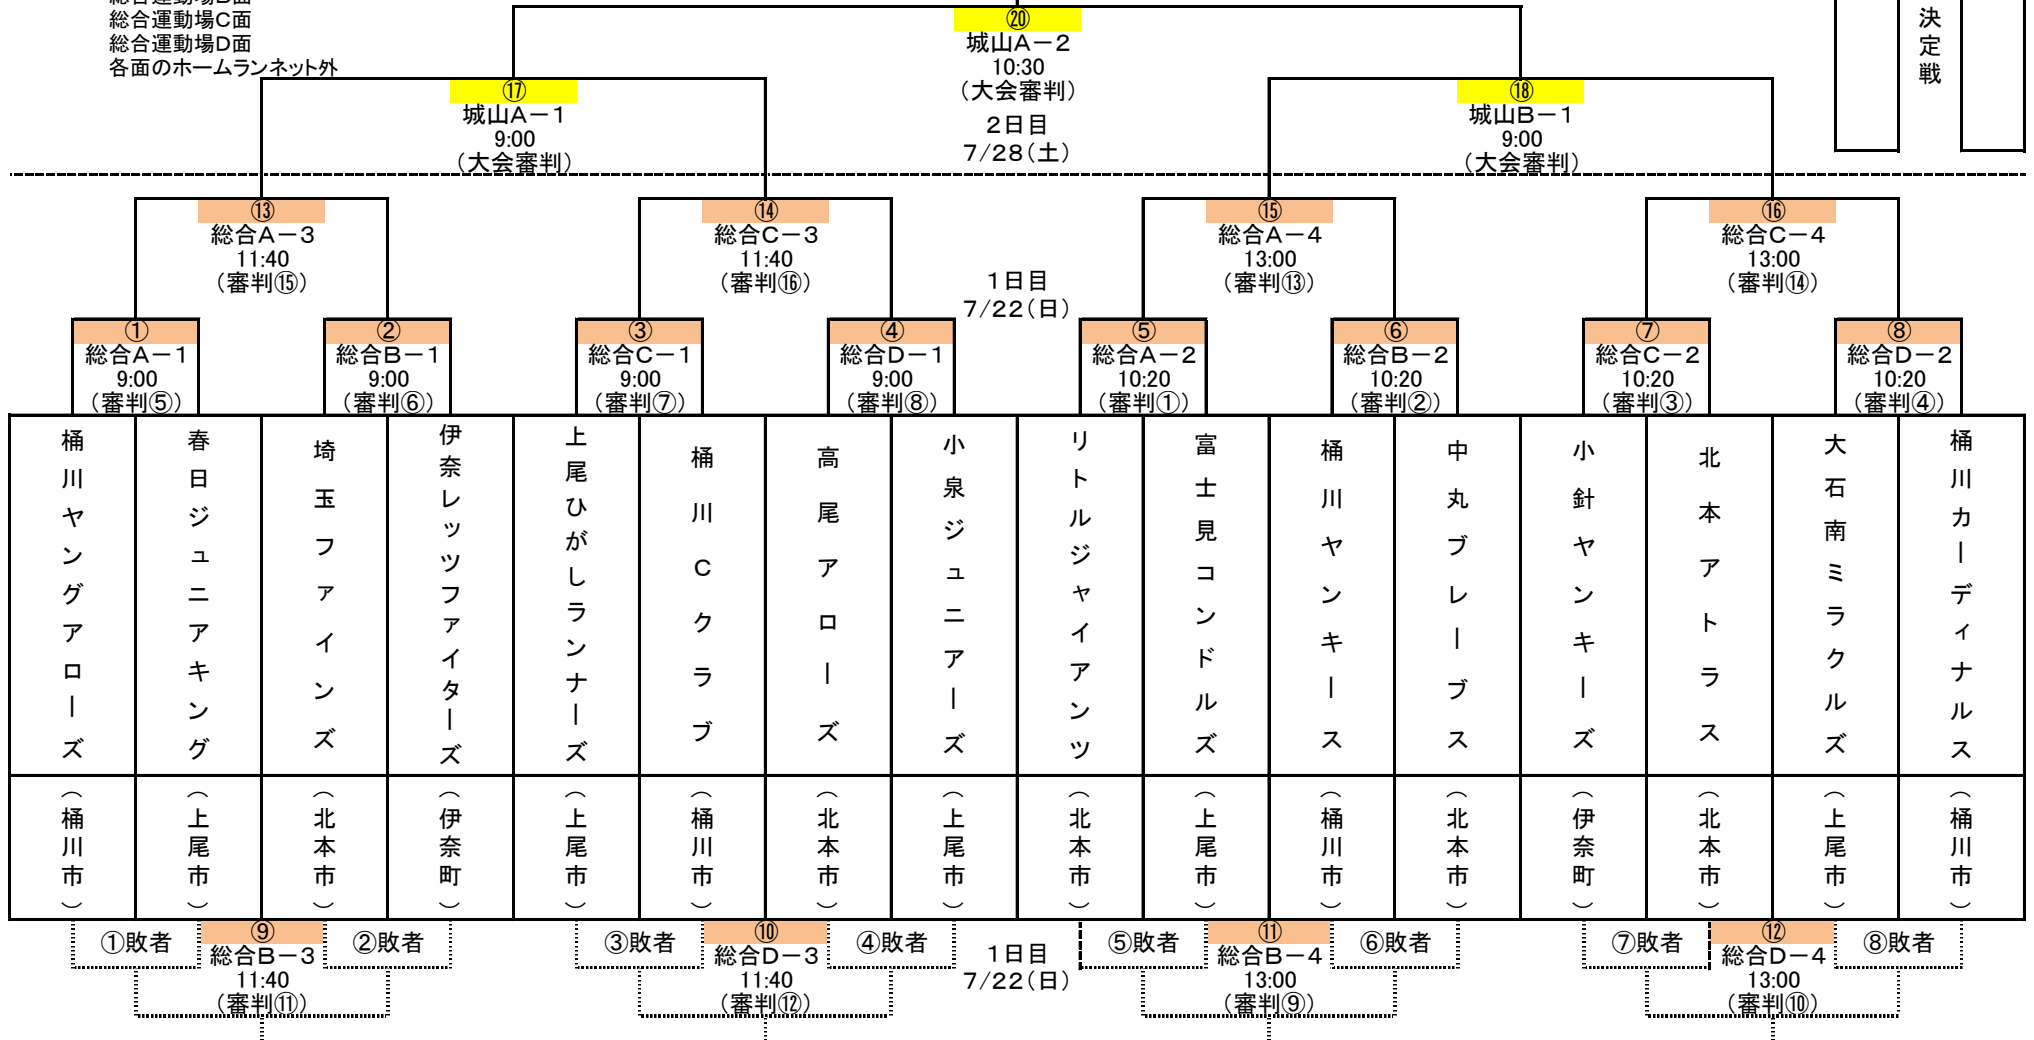 総合運動場C面
総合運動場D面
各面のホームランネット外
決定戦
⑳
城山A－2
10:30
（大会審判）
2日目
7/28（土）
⑰
城山A－1
9:00
（大会審判）
⑱
城山B－1
9:00
（大会審判）
⑬
総合A－3
11:40
（審判⑮）
⑭
総合C－3
11:40
（審判⑯）
1日目
7/22（日）
⑮
総合A－4
13:00
（審判⑬）
⑯
総合C－4
13:00
（審判⑭）
①
総合A－1
9:00
（審判⑤）
②
総合B－1
9:00
（審判⑥）
③
総合C－1
9:00
（審判⑦）
④
総合D－1
9:00
（審判⑧）
⑤
総合A－2
10:20
（審判①）
⑥
総合B－2
10:20
（審判②）
⑦
総合C－2
10:20
（審判③）
⑧
総合D－2
10:20
（審判④）
桶川ヤングアローズ
春日ジュニアキング
埼玉ファインズ
伊奈レッツファイターズ
上尾ひがしランナーズ
桶川Cクラブ
高尾アローズ
小泉ジュニアーズ
リトルジャイアンツ
富士見コンドルズ
桶川ヤンキース
中丸ブレーブス
小針ヤンキーズ
北本アトラス
大石南ミラクルズ
桶川カーディナルス
（桶川市）
（上尾市）
（北本市）
（伊奈町）
（上尾市）
（桶川市）
（北本市）
（上尾市）
（北本市）
（上尾市）
（桶川市）
（北本市）
（伊奈町）
（北本市）
（上尾市）
（桶川市）
①敗者
⑨
総合B－3
11:40
（審判⑪）
②敗者
③敗者
⑩
総合D－3
11:40
（審判⑫）
④敗者
1日目
7/22（日）
⑤敗者
⑪
総合B－4
13:00
（審判⑨）
⑥敗者
⑦敗者
⑫
総合D－4
13:00
（審判⑩）
⑧敗者